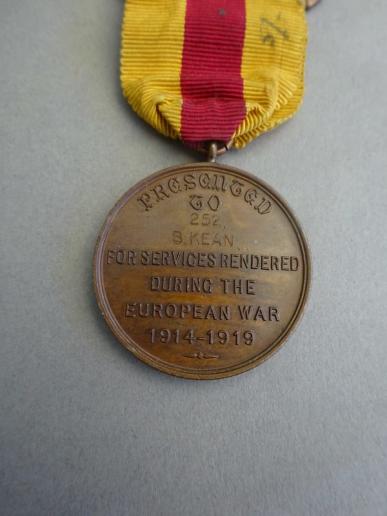 PRESENTED
TO
252.
B. KEAN.
FOR SERVICES RENDERED
DURING THE
EUROPEAN WAR
1914-1919